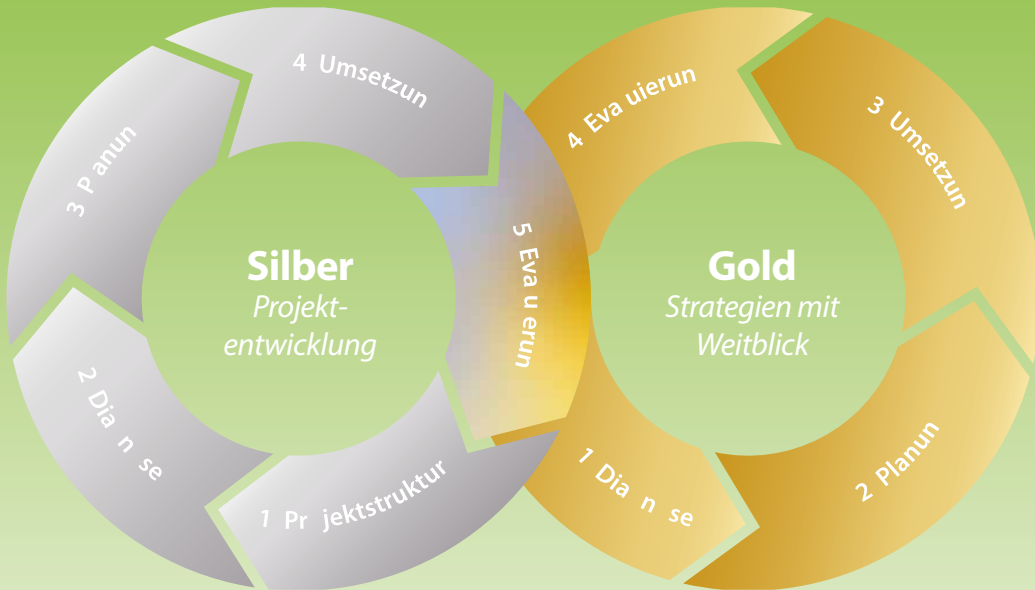 Silber
Projekt-
entwicklung
1 Pr jektstruktur
2 Dia n se
3 P anun
4 Umsetzun
5 Eva u erun
Gold
Strategien mit
Weitblick
1 Dia n se
2 Planun
3 Umsetzun
4 Eva uierun